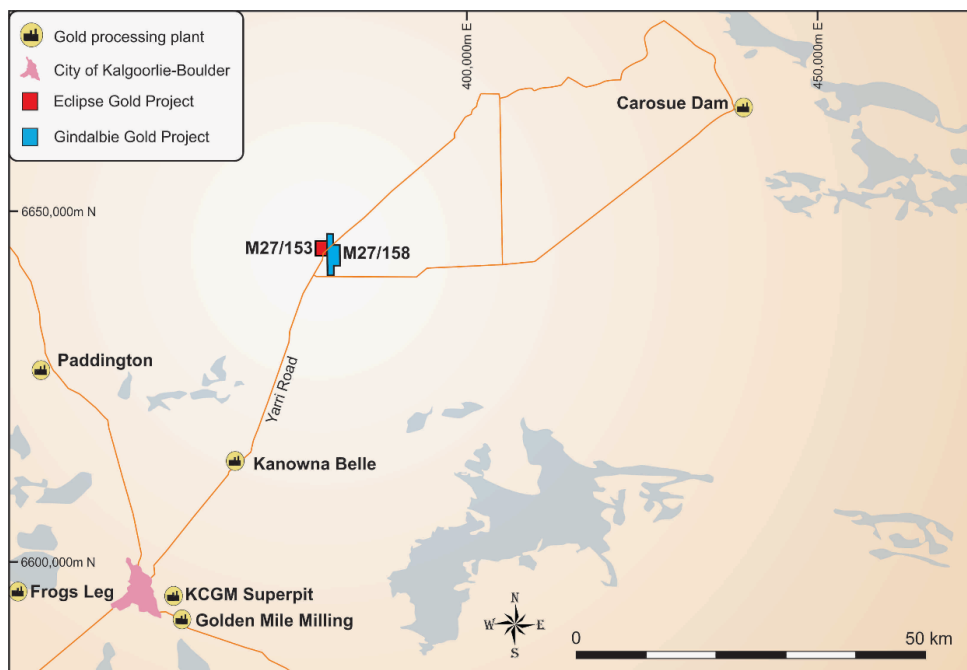 Gold processing plant
City of Kalgoorlie-Boulder
Eclipse Gold Project
Gindalbie Gold Project
400,000m E
450,000m E
Carosue Dam
6650,000m N
M27/153
M27/158
Paddington
Yarri Road
Kanowna Belle
6600,000m N
Frogs Leg
KCGM Superpit
Golden Mile Milling
N
W
E
S
0
50 km